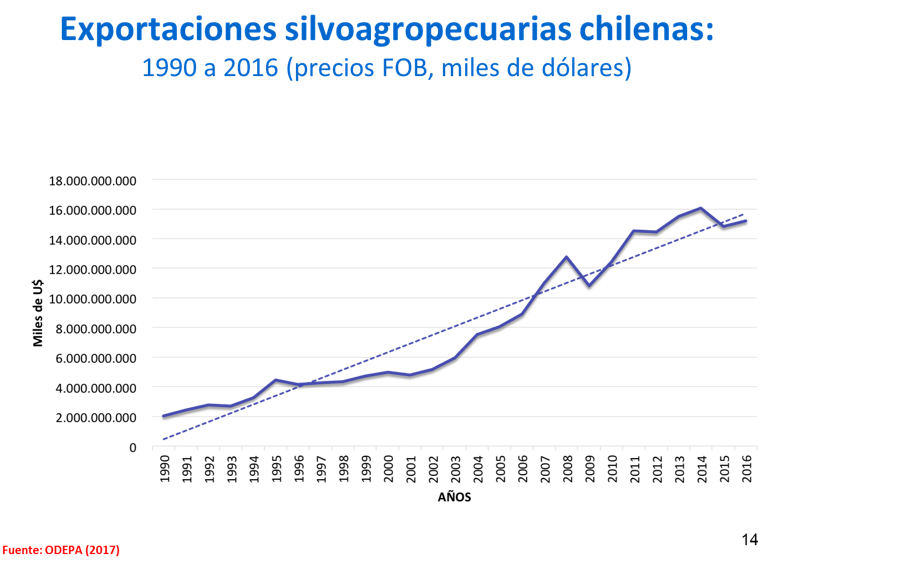 Exportaciones silvoagropecuarias chilenas:
1990 a 2016 (precios FOB, miles de dólares)
18.000.000.000
16.000.000.000
14.000.000.000
12.000.000.000
10.000.000.000
8.000.000.000
6.000.000.000
4.000.000.000
2.000.000.000
0
Miles de U$
1990 1991 1992 1993 1994 1995 1996 1997 1998 1999 2000 2001 2002 2003 2004 2005 2006 2007 2008 2009 2010 2011 2012 2013 2014 2015 2016
AÑOS
14
Fuente: ODEPA (2017)